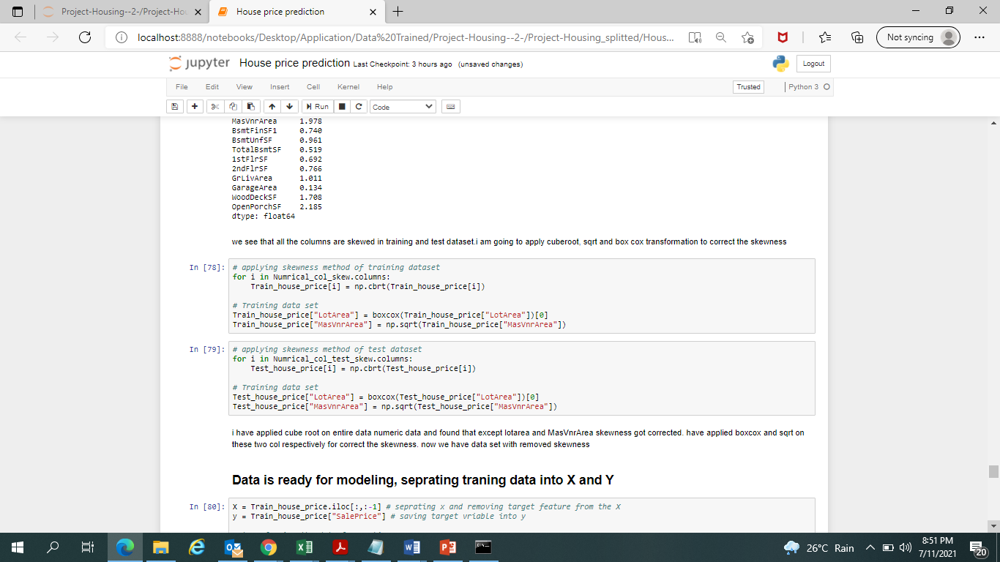 Project-Housing--2-/Project-Hou
House price prediction
localhost:8888/notebooks/Desktop/Application/Data%20Trained/Project-Housing--2-/Project-Housing_splitted/Hous...
Not syncing
jupyter House price prediction Last Checkpoint: 3 hours ago (unsaved changes)
Logout
File Edit View Insert Cell Kernel Help
Trusted
Python 3
Run
Code
MasVnrArea 1.978
BsmtFinSF1 0.740
BsmtUnfSF 0.961
TotalBsmtSF 0.519
1stFlrSF 0.692
2ndFlrSF 0.766
GrLivArea 1.011
GarageArea 0.134
WoodDeckSF 1.708
OpenPorchSF 2.185
dtype: float64
we see that all the columns are skewed in training and test dataset.i am going to apply cuberoot, sqrt and box cox transformation to correct the skewness
In [78]: # applying skewness method of training dataset
for i in Numrical_col_skew.columns:
Train_house_price[i] = np.cbrt(Train_house_price[i])
# Training data set
Train_house_price["LotArea"] = boxcox(Train_house_price["LotArea"])[0]
Train_house_price["MasVnrArea"] = np.sqrt(Train_house_price["MasVnrArea"])
In [79]: # applying skewness method of test dataset
for i in Numrical_col_test_skew.columns:
Test_house_price[i] = np.cbrt(Test_house_price[i])
# Training data set
Test_house_price["LotArea"] = boxcox(Test_house_price["LotArea"])[0]
Test_house_price["MasVnrArea"] = np.sqrt(Test_house_price["MasVnrArea"])
i have applied cube root on entire data numeric data and found that except lotarea and MasVnrArea skewness got corrected. have applied boxcox and sqrt on
these two col respectively for correct the skewness. now we have data set with removed skewness
Data is ready for modeling, seprating traning data into X and Y
In [80]: X = Train_house_price.iloc[:,:-1] # seprating x and removing target feature from the X
y = Train_house_price["SalePrice"] # saving target vriable into y
26°C Rain
8:51 PM
7/11/2021
20